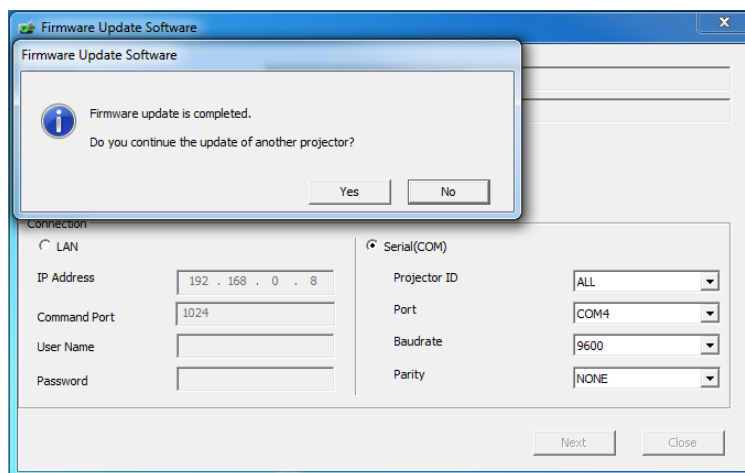 Firmware Update Software
X
Firmware Update Software
Firmware update is completed.
Do you continue the update of another projector?
Yes No
Connection
LAN Serial(COM)
IP Address 192 . 168 . 0 . 8 Projector ID ALL
Command Port 1024 Port COM4
User Name Baudrate 9600
Password Parity NONE
Next Close